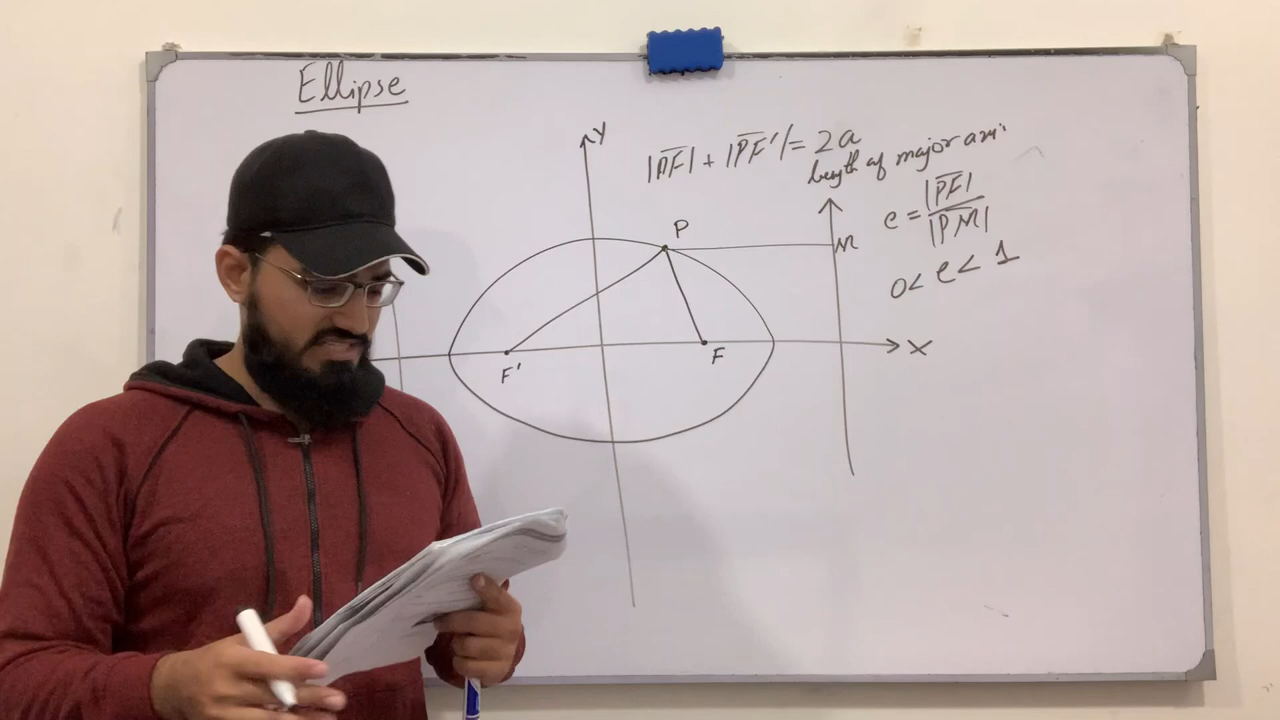 Ellipse
Y
|PF| + |PF'| = 2a
length of major axis
e = |PF|
|PM|
0 < e < 1
P
M
F'
F
X